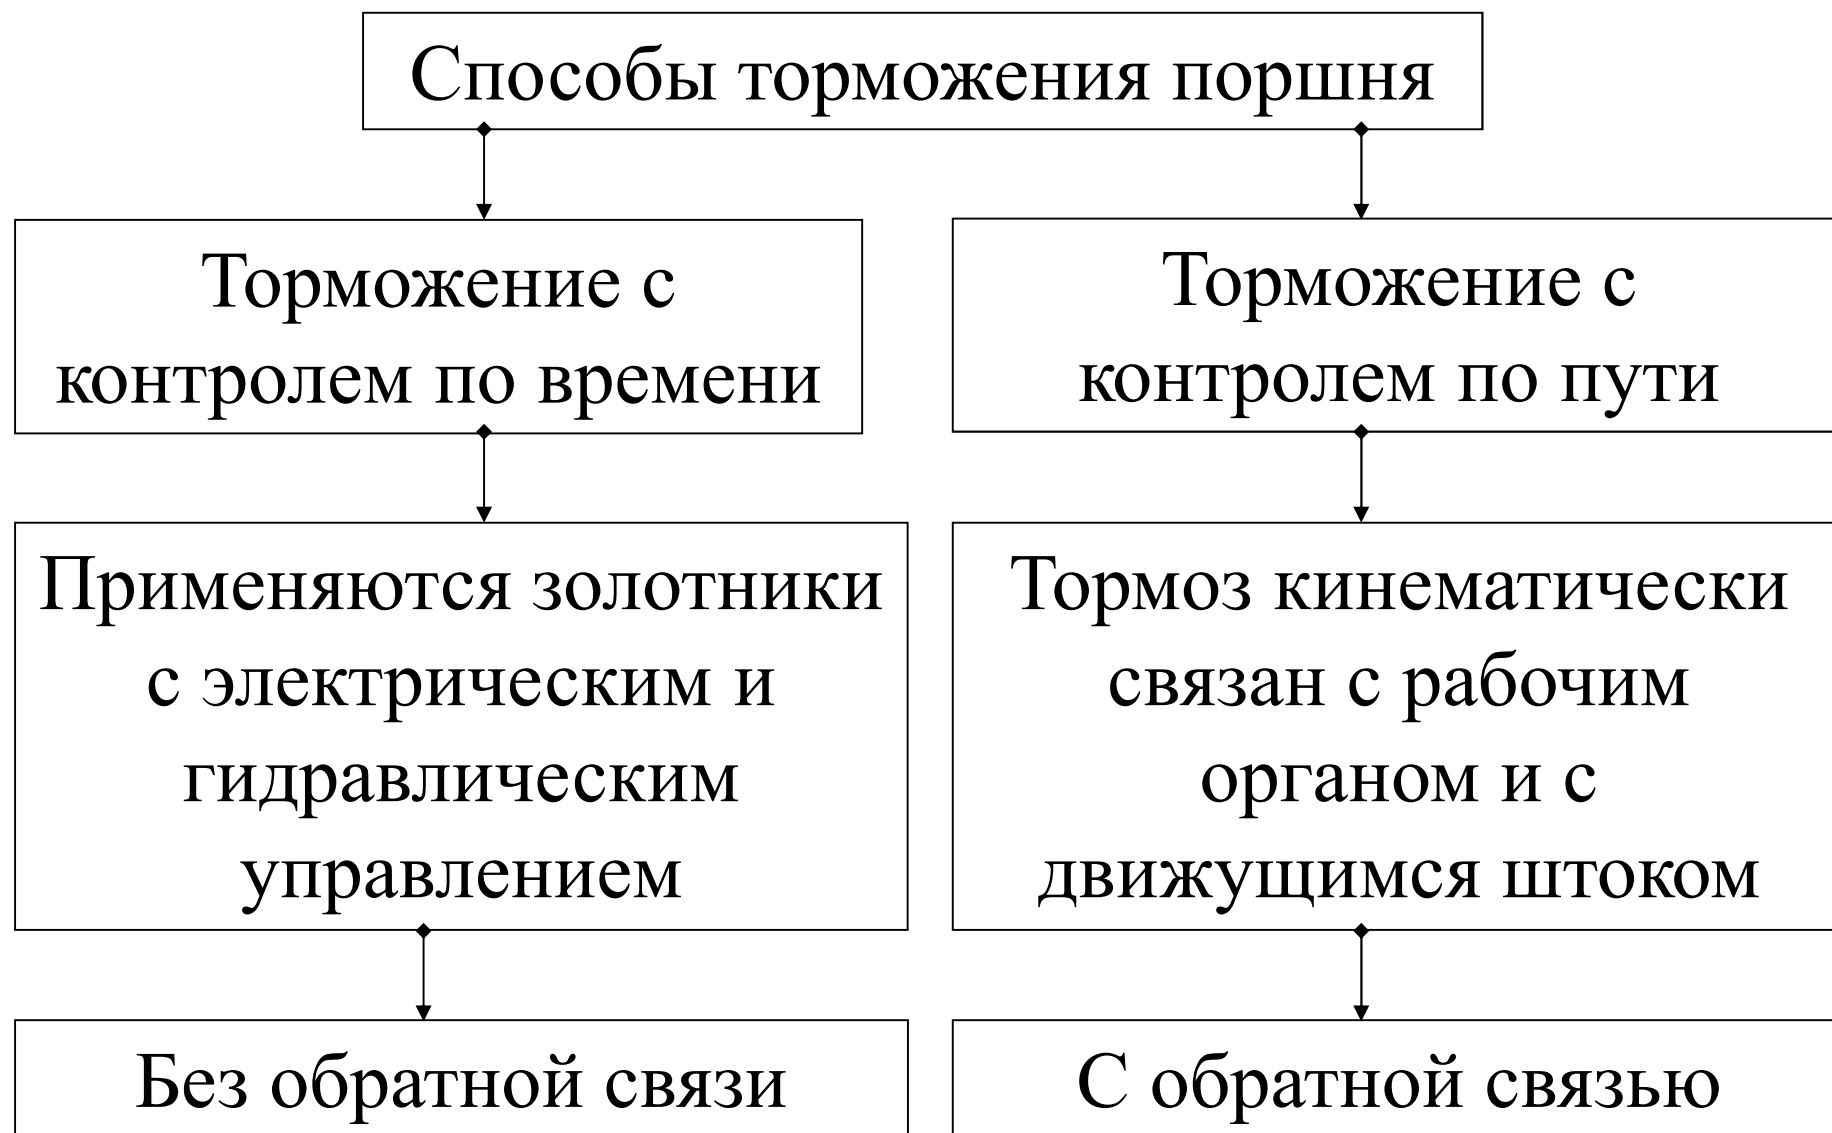 Способы торможения поршня
Торможение с
контролем по времени
Торможение с
контролем по пути
Применяются золотники
с электрическим и
гидравлическим
управлением
Тормоз кинематически
связан с рабочим
органом и с
движущимся штоком
Без обратной связи
С обратной связью